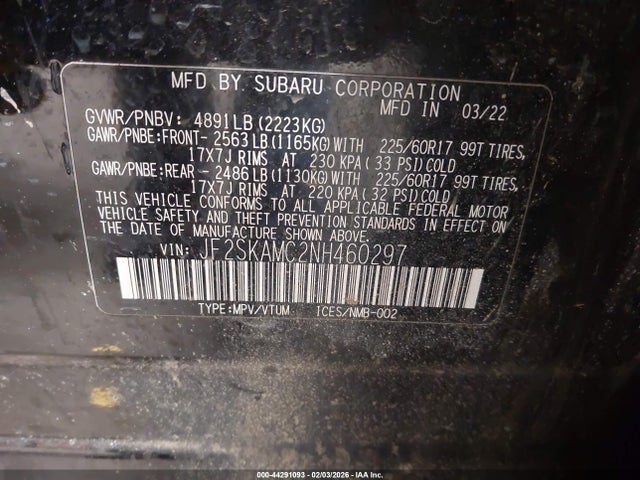 MFD BY SUBARU CORPORATION
MFD IN 03/22
GVWR/PNBV: 4891LB(2223KG)
GAWR/PNBE:FRONT- 2563LB(1165KG)WITH 225/60R17 99T TIRES,
17X7J RIMS AT 230 KPA(33 PSI)COLD
GAWR/PNBE:REAR - 2486LB(1130KG)WITH 225/60R17 99T TIRES,
17X7J RIMS AT 220 KPA(32 PSI)COLD
THIS VEHICLE CONFORMS TO ALL APPLICABLE FEDERAL MOTOR
VEHICLE SAFETY AND THEFT PREVENTION STANDARDS IN EFFECT ON
THE DATE OF MANUFACTURE SHOWN ABOVE.
VIN: JF2SKAMC2NH460297
TYPE:MPV/VTUM ICES/NMB-002
000-44291093 - 02/03/2026 - IAA Inc.